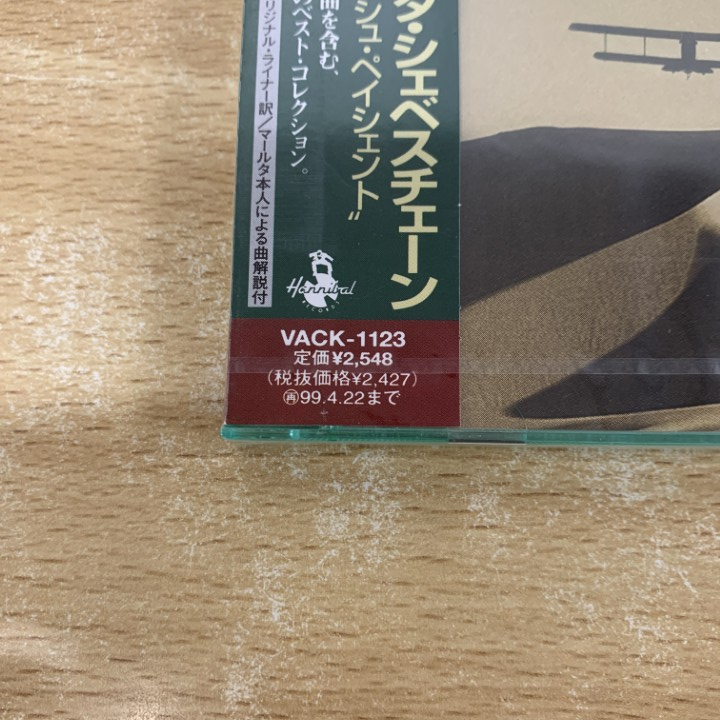 タ・シェベスチェーン
シュ・ペイシェント"
曲を含む、
のベスト・コレクション。
リジナル・ライナー訳/マールタ本人による曲解説付
Hannibal
RECORDS
VACK-1123
定価¥2,548
(税抜価格¥2,427)
再99.4.22まで